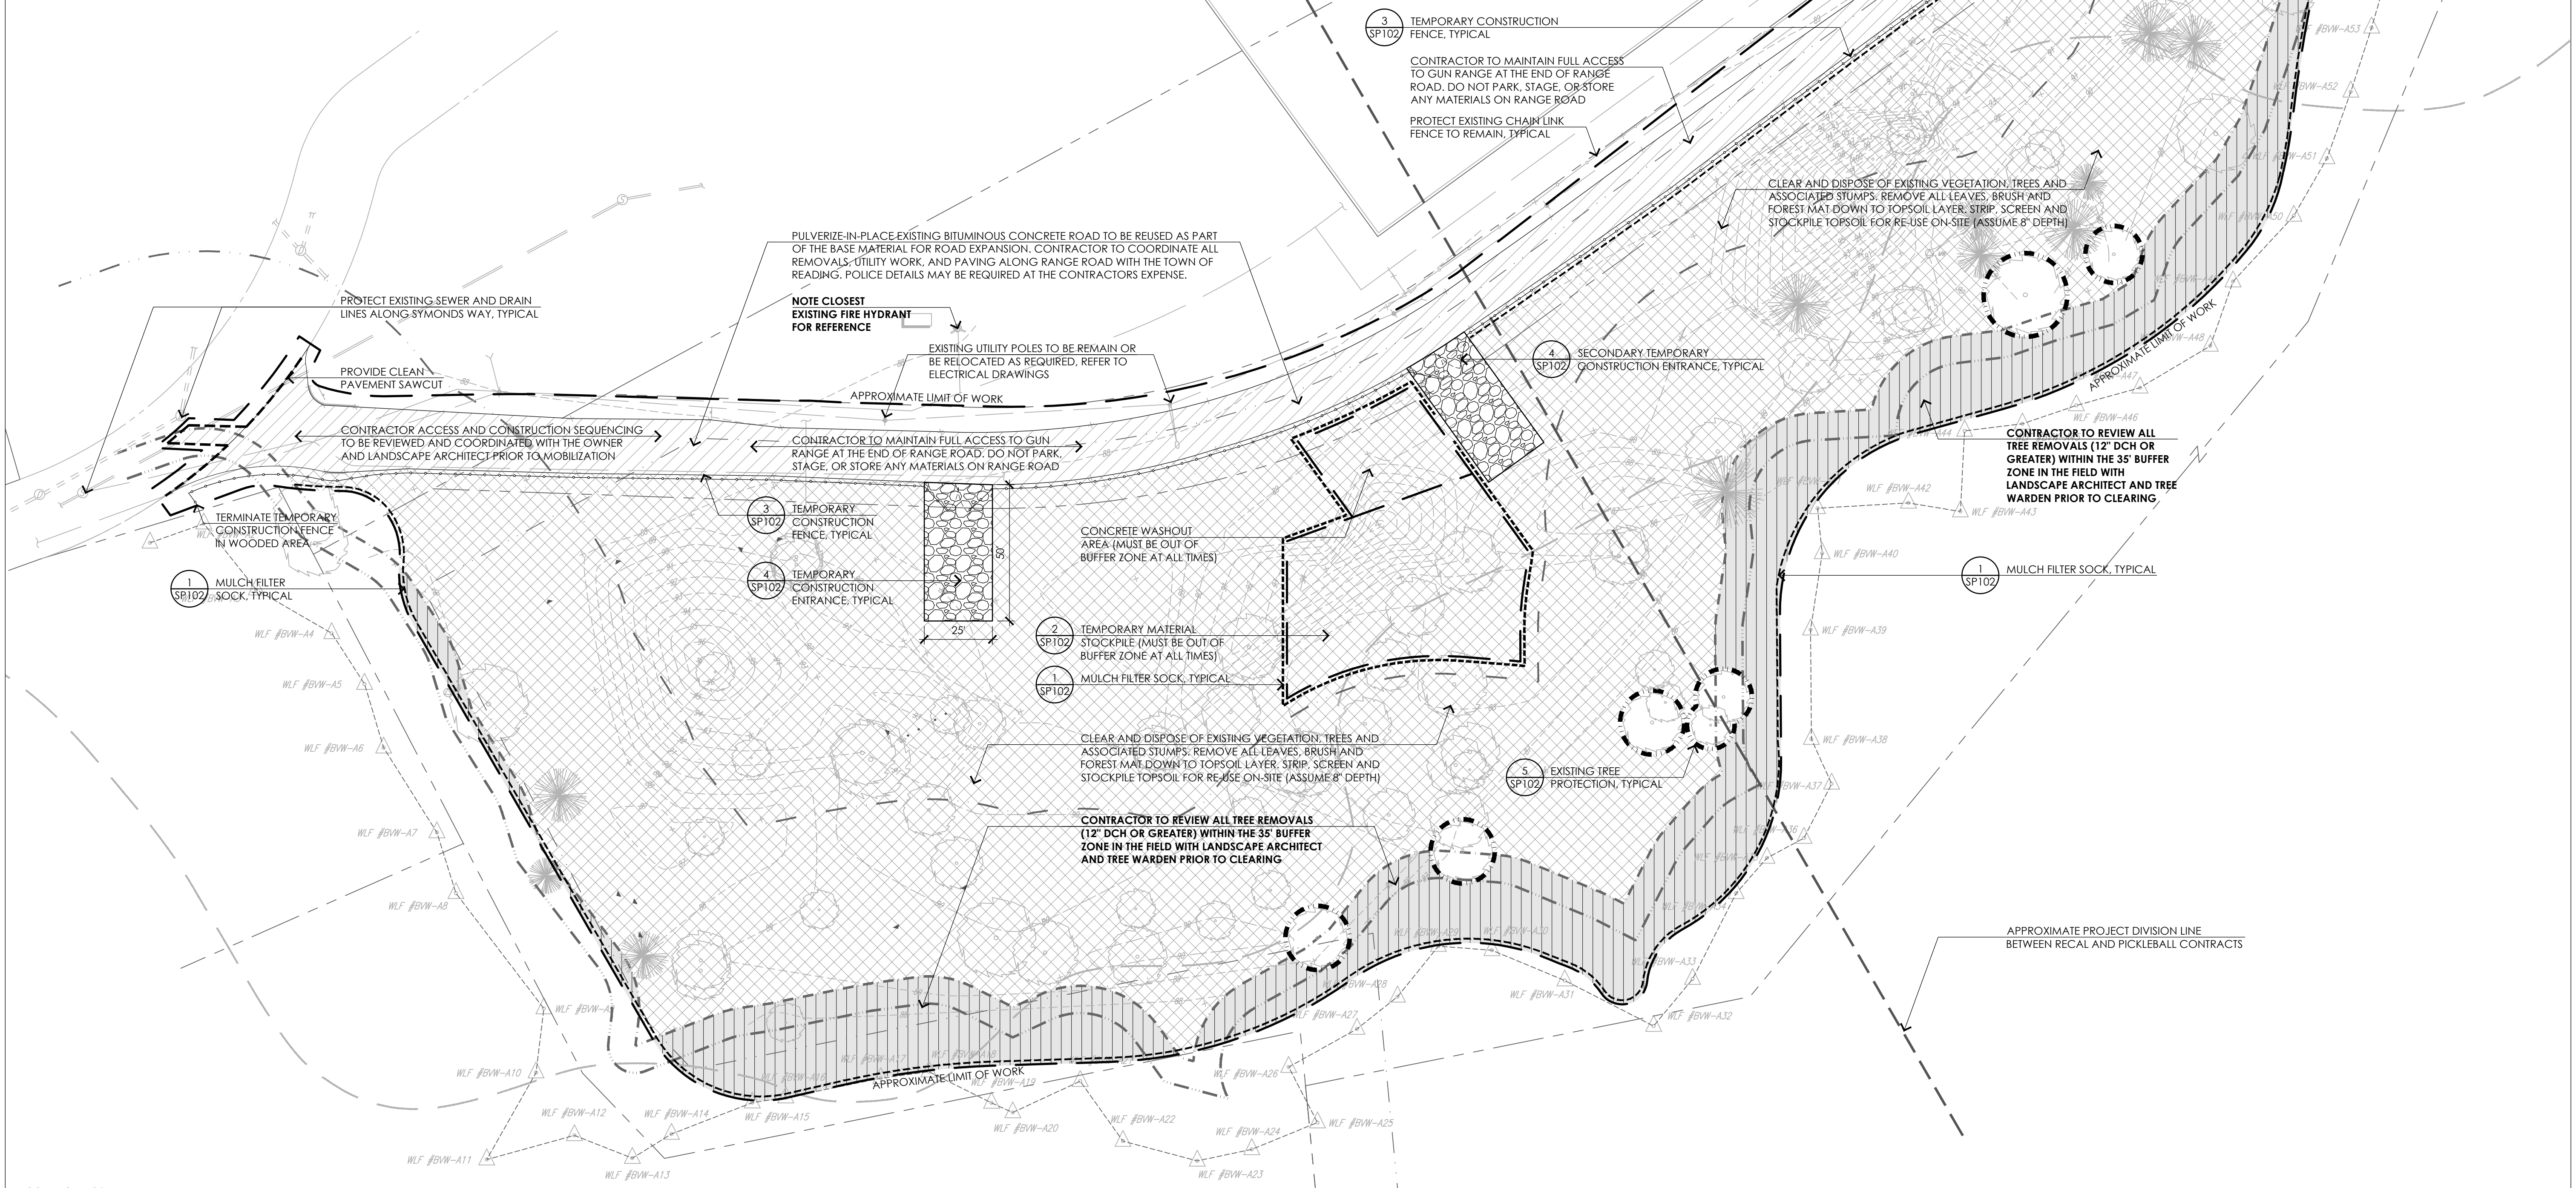 3
SP102
TEMPORARY CONSTRUCTION
FENCE, TYPICAL
CONTRACTOR TO MAINTAIN FULL ACCESS
TO GUN RANGE AT THE END OF RANGE
ROAD. DO NOT PARK, STAGE, OR STORE
ANY MATERIALS ON RANGE ROAD
PROTECT EXISTING CHAIN LINK
FENCE TO REMAIN, TYPICAL
CLEAR AND DISPOSE OF EXISTING VEGETATION, TREES AND
ASSOCIATED STUMPS. REMOVE ALL LEAVES, BRUSH AND
FOREST MAT DOWN TO TOPSOIL LAYER. STRIP, SCREEN AND
STOCKPILE TOPSOIL FOR RE-USE ON-SITE (ASSUME 8" DEPTH)
PULVERIZE-IN-PLACE EXISTING BITUMINOUS CONCRETE ROAD TO BE REUSED AS PART
OF THE BASE MATERIAL FOR ROAD EXPANSION. CONTRACTOR TO COORDINATE ALL
REMOVALS, UTILITY WORK, AND PAVING ALONG RANGE ROAD WITH THE TOWN OF
READING. POLICE DETAILS MAY BE REQUIRED AT THE CONTRACTORS EXPENSE.
NOTE CLOSEST
EXISTING FIRE HYDRANT
FOR REFERENCE
PROTECT EXISTING SEWER AND DRAIN
LINES ALONG SYMONDS WAY, TYPICAL
EXISTING UTILITY POLES TO BE REMAIN OR
BE RELOCATED AS REQUIRED, REFER TO
ELECTRICAL DRAWINGS
PROVIDE CLEAN
PAVEMENT SAWCUT
APPROXIMATE LIMIT OF WORK
4
SP102
SECONDARY TEMPORARY
CONSTRUCTION ENTRANCE, TYPICAL
APPROXIMATE LIMIT OF WORK
CONTRACTOR ACCESS AND CONSTRUCTION SEQUENCING
TO BE REVIEWED AND COORDINATED WITH THE OWNER
AND LANDSCAPE ARCHITECT PRIOR TO MOBILIZATION
CONTRACTOR TO MAINTAIN FULL ACCESS TO GUN
RANGE AT THE END OF RANGE ROAD. DO NOT PARK,
STAGE, OR STORE ANY MATERIALS ON RANGE ROAD
CONTRACTOR TO REVIEW ALL
TREE REMOVALS (12" DCH OR
GREATER) WITHIN THE 35' BUFFER
ZONE IN THE FIELD WITH
LANDSCAPE ARCHITECT AND TREE
WARDEN PRIOR TO CLEARING
TERMINATE TEMPORARY
CONSTRUCTION FENCE
IN WOODED AREA
3
SP102
TEMPORARY
CONSTRUCTION
FENCE, TYPICAL
CONCRETE WASHOUT
AREA (MUST BE OUT OF
BUFFER ZONE AT ALL TIMES)
50'
25'
4
SP102
TEMPORARY
CONSTRUCTION
ENTRANCE, TYPICAL
1
SP102
MULCH FILTER
SOCK, TYPICAL
1
SP102
MULCH FILTER SOCK, TYPICAL
2
SP102
TEMPORARY MATERIAL
STOCKPILE (MUST BE OUT OF
BUFFER ZONE AT ALL TIMES)
1
SP102
MULCH FILTER SOCK, TYPICAL
CLEAR AND DISPOSE OF EXISTING VEGETATION, TREES AND
ASSOCIATED STUMPS. REMOVE ALL LEAVES, BRUSH AND
FOREST MAT DOWN TO TOPSOIL LAYER. STRIP, SCREEN AND
STOCKPILE TOPSOIL FOR RE-USE ON-SITE (ASSUME 8" DEPTH)
5
SP102
EXISTING TREE
PROTECTION, TYPICAL
CONTRACTOR TO REVIEW ALL TREE REMOVALS
(12" DCH OR GREATER) WITHIN THE 35' BUFFER
ZONE IN THE FIELD WITH LANDSCAPE ARCHITECT
AND TREE WARDEN PRIOR TO CLEARING
APPROXIMATE PROJECT DIVISION LINE
BETWEEN RECAL AND PICKLEBALL CONTRACTS
APPROXIMATE LIMIT OF WORK
WLF #BVW-A4
WLF #BVW-A5
WLF #BVW-A6
WLF #BVW-A7
WLF #BVW-A8
WLF #BVW-A10
WLF #BVW-A11
WLF #BVW-A12
WLF #BVW-A13
WLF #BVW-A14
WLF #BVW-A15
WLF #BVW-A20
WLF #BVW-A22
WLF #BVW-A23
WLF #BVW-A24
WLF #BVW-A25
WLF #BVW-A26
WLF #BVW-A31
WLF #BVW-A32
WLF #BVW-A38
WLF #BVW-A39
WLF #BVW-A40
WLF #BVW-A42
WLF #BVW-A43
WLF #BVW-A46